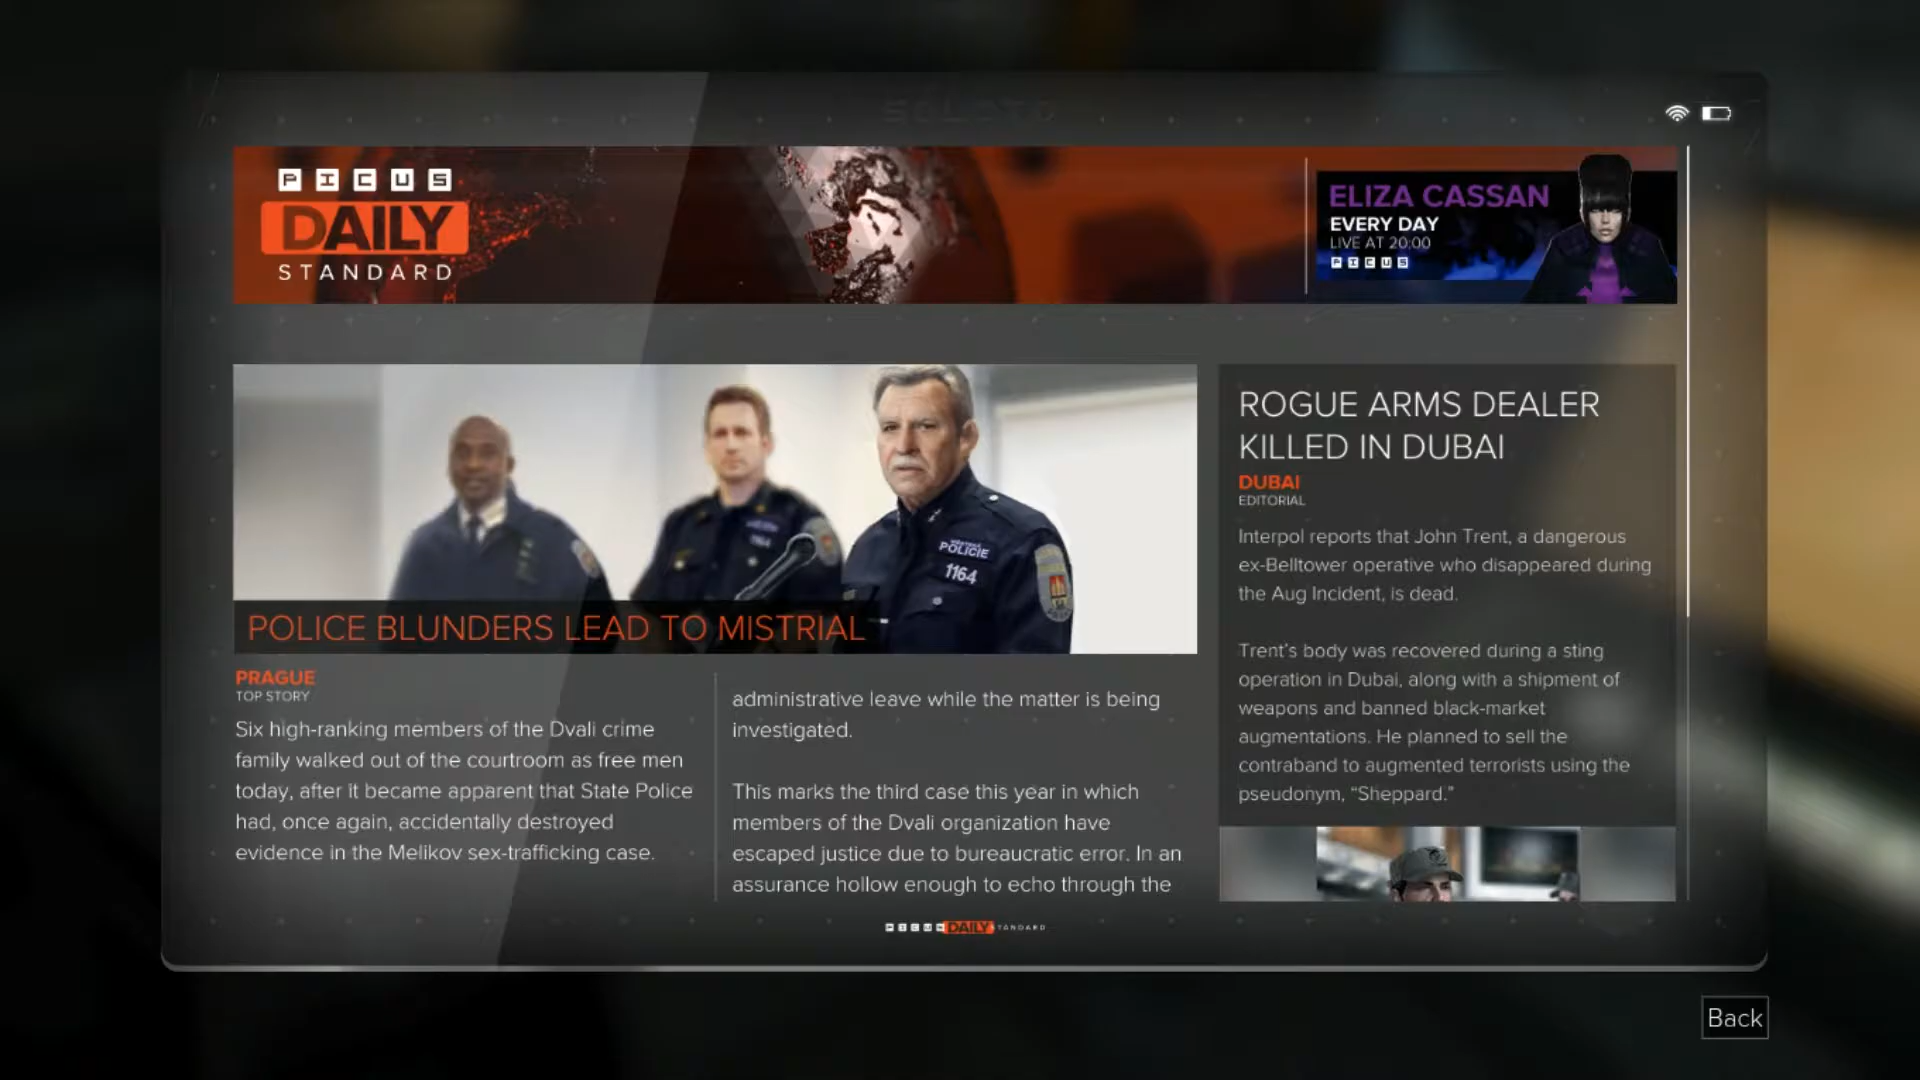 PICUS
DAILY
STANDARD
ELIZA CASSAN
EVERY DAY
LIVE AT 20:00
PICUS
POLICIE
1164
1164
POLICE BLUNDERS LEAD TO MISTRIAL
PRAGUE
TOP STORY
Six high-ranking members of the Dvali crime
family walked out of the courtroom as free men
today, after it became apparent that State Police
had, once again, accidentally destroyed
evidence in the Melikov sex-trafficking case.
administrative leave while the matter is being
investigated.
This marks the third case this year in which
members of the Dvali organization have
escaped justice due to bureaucratic error. In an
assurance hollow enough to echo through the
ROGUE ARMS DEALER
KILLED IN DUBAI
DUBAI
EDITORIAL
Interpol reports that John Trent, a dangerous
ex-Belltower operative who disappeared during
the Aug Incident, is dead.
Trent's body was recovered during a sting
operation in Dubai, along with a shipment of
weapons and banned black-market
augmentations. He planned to sell the
contraband to augmented terrorists using the
pseudonym, “Sheppard.”
PICUS DAILY STANDARD
Back